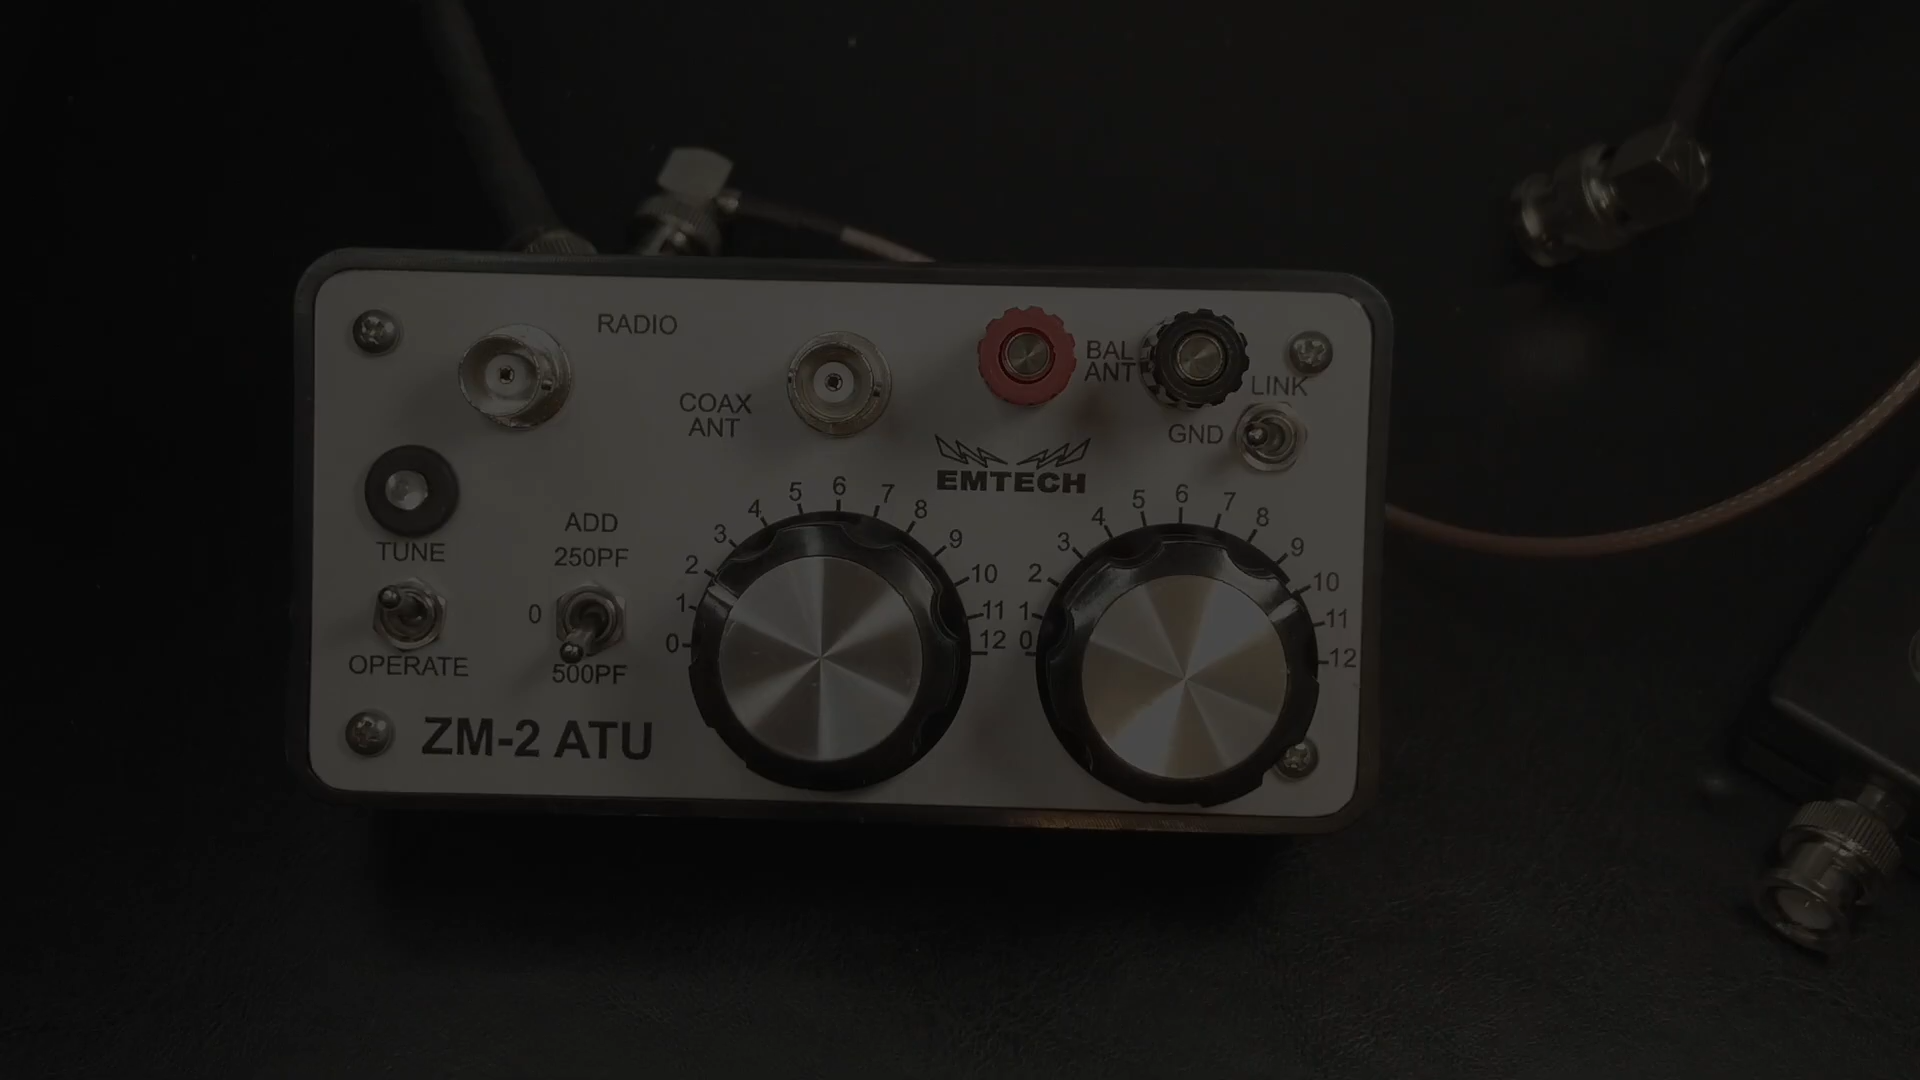 RADIO
COAX
ANT
BAL
ANT
LINK
GND
EMTECH
TUNE
OPERATE
ADD
250PF
0
500PF
0 1 2 3 4 5 6 7 8 9 10 11 12
0 1 2 3 4 5 6 7 8 9 10 11 12
ZM-2 ATU